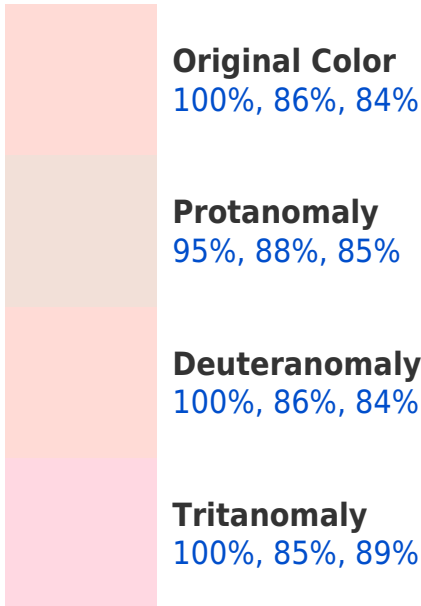 Original Color
100%, 86%, 84%
Protanomaly
95%, 88%, 85%
Deuteranomaly
100%, 86%, 84%
Tritanomaly
100%, 85%, 89%